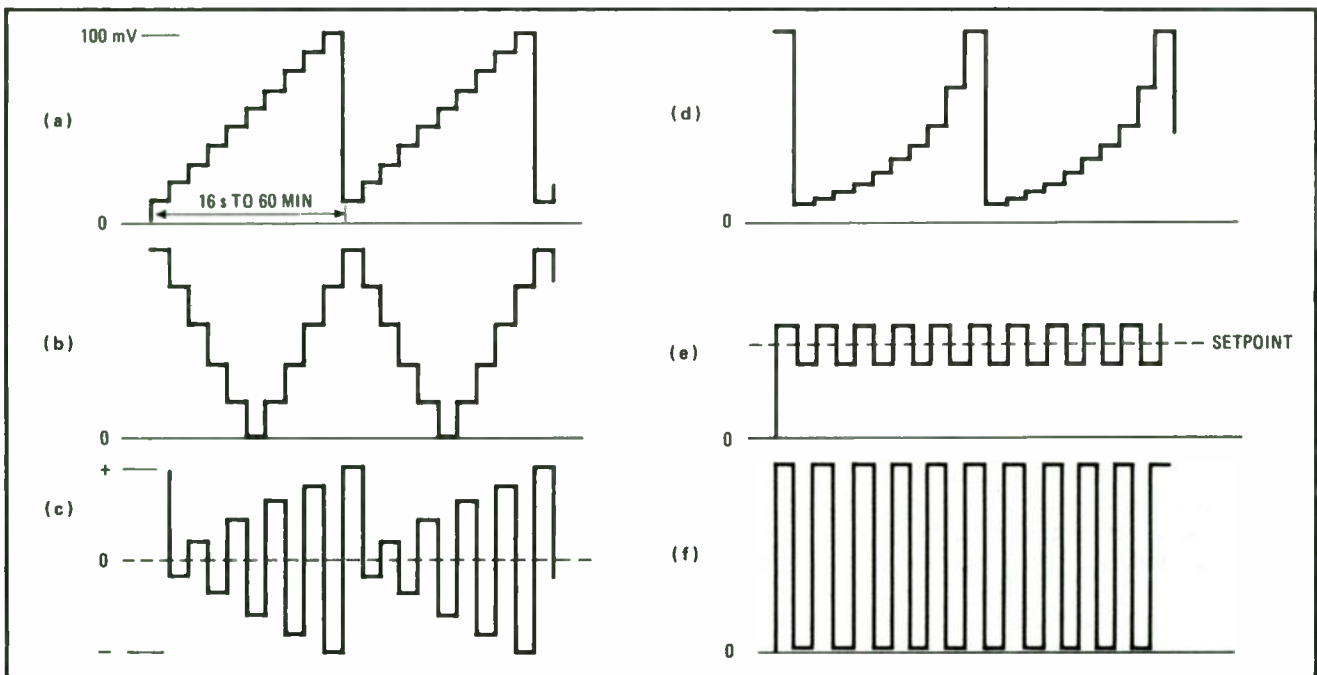 100 mV
(a)
16 s TO 60 MIN
0
(b)
0
+
(c)
0
−
(d)
0
(e)
SETPOINT
0
(f)
0